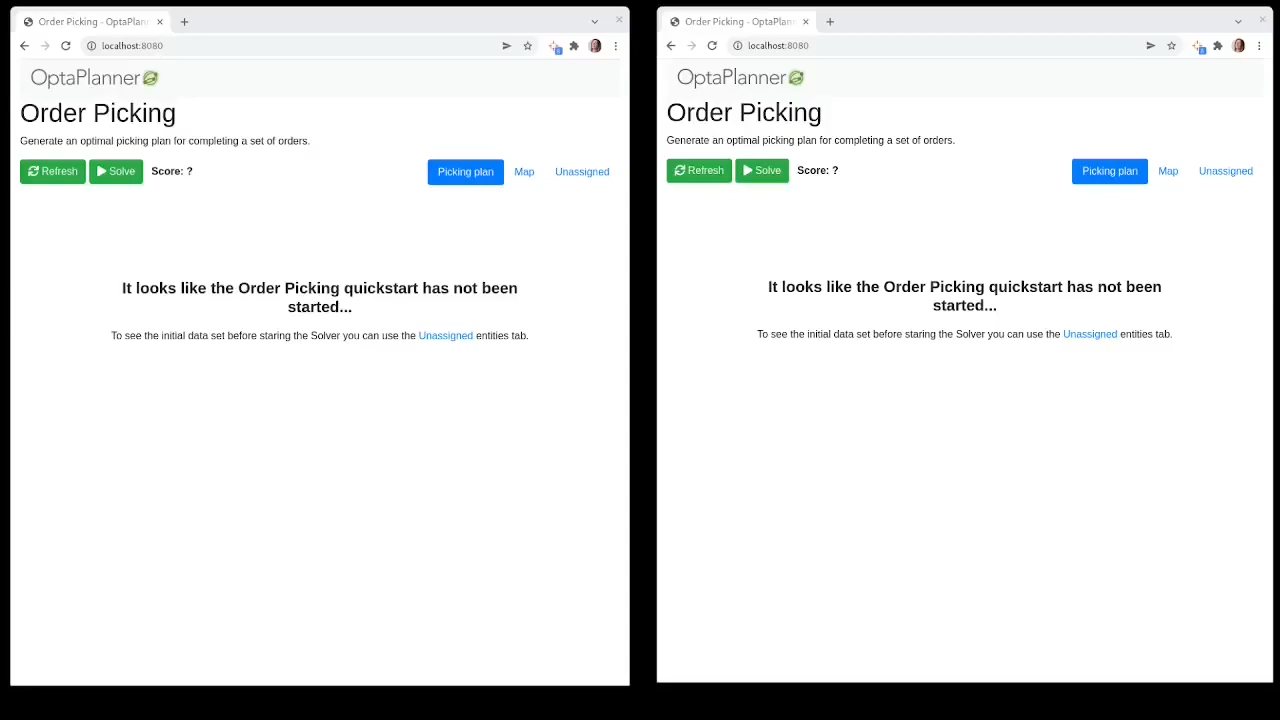 Order Picking - OptaPlan
localhost:8080
OptaPlanner
Order Picking
Generate an optimal picking plan for completing a set of orders.
Refresh Solve Score: ? Picking plan Map Unassigned
It looks like the Order Picking quickstart has not been
started...
To see the initial data set before staring the Solver you can use the Unassigned entities tab.
Order Picking - OptaPlan
localhost:8080
OptaPlanner
Order Picking
Generate an optimal picking plan for completing a set of orders.
Refresh Solve Score: ? Picking plan Map Unassigned
It looks like the Order Picking quickstart has not been
started...
To see the initial data set before staring the Solver you can use the Unassigned entities tab.